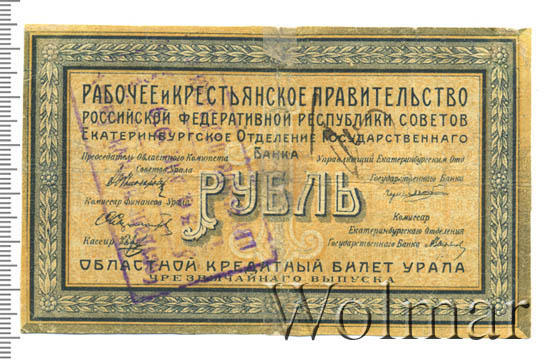 РАБОЧЕЕ И КРЕСТЬЯНСКОЕ ПРАВИТЕЛЬСТВО
РОССИЙСКОЙ ФЕДЕРАТИВНОЙ РЕСПУБЛИКИ СОВЕТОВ
ЕКАТЕРИНБУРГСКОЕ ОТДЕЛЕНИЕ ГОСУДАРСТВЕННАГО
БАНКА
Председатель Областного Комитета
Советов Урала
Управляющий Екатеринбургским Отд
Государственного Банка
РУБЛЬ
Комиссар Финансов Урала
Комиссар
Екатеринбургского Отделения
Государственного Банка
Кассир
ОБЛАСТНОЙ КРЕДИТНЫЙ БИЛЕТ УРАЛА
ЧРЕЗВЫЧАЙНАГО ВЫПУСКА
Wolmar